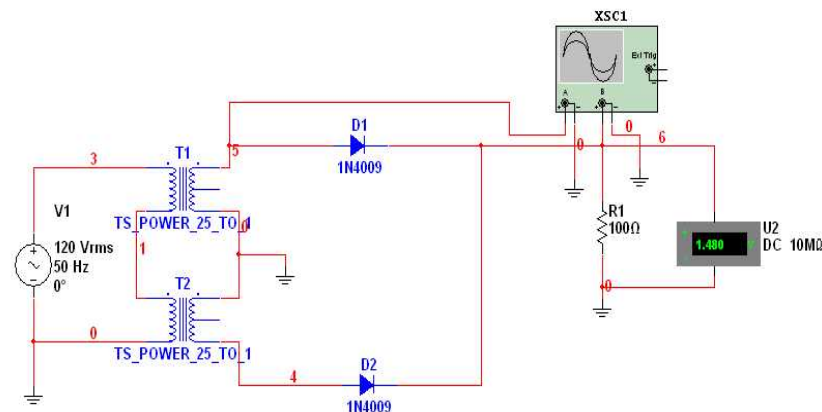 XSC1
Ext Trig
+
-
A
B
+
-
+
-
0
6
0
D1
1N4009
5
3
T1
TS_POWER_25_TO_1
0
V1
120 Vrms
50 Hz
0°
1
T2
TS_POWER_25_TO_1
0
R1
100Ω
U2
DC 10MΩ
1.480
+
-
0
4
D2
1N4009